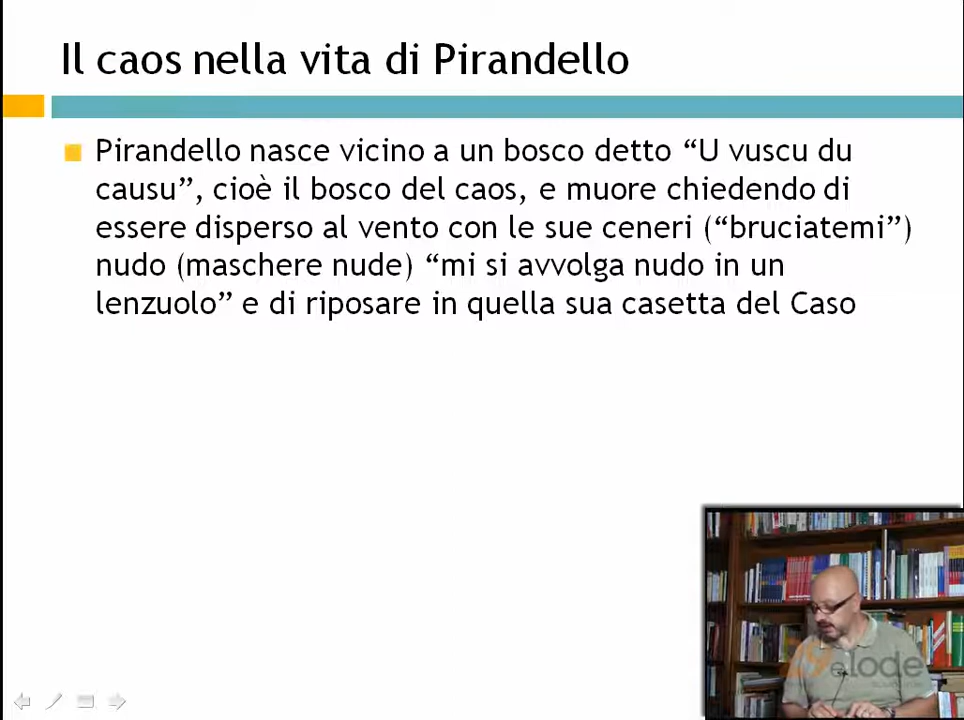 Il caos nella vita di Pirandello
Pirandello nasce vicino a un bosco detto “U vuscu du
causu”, cioè il bosco del caos, e muore chiedendo di
essere disperso al vento con le sue ceneri (“bruciatemi”)
nudo (maschere nude) “mi si avvolga nudo in un
lenzuolo” e di riposare in quella sua casetta del Caso
elode